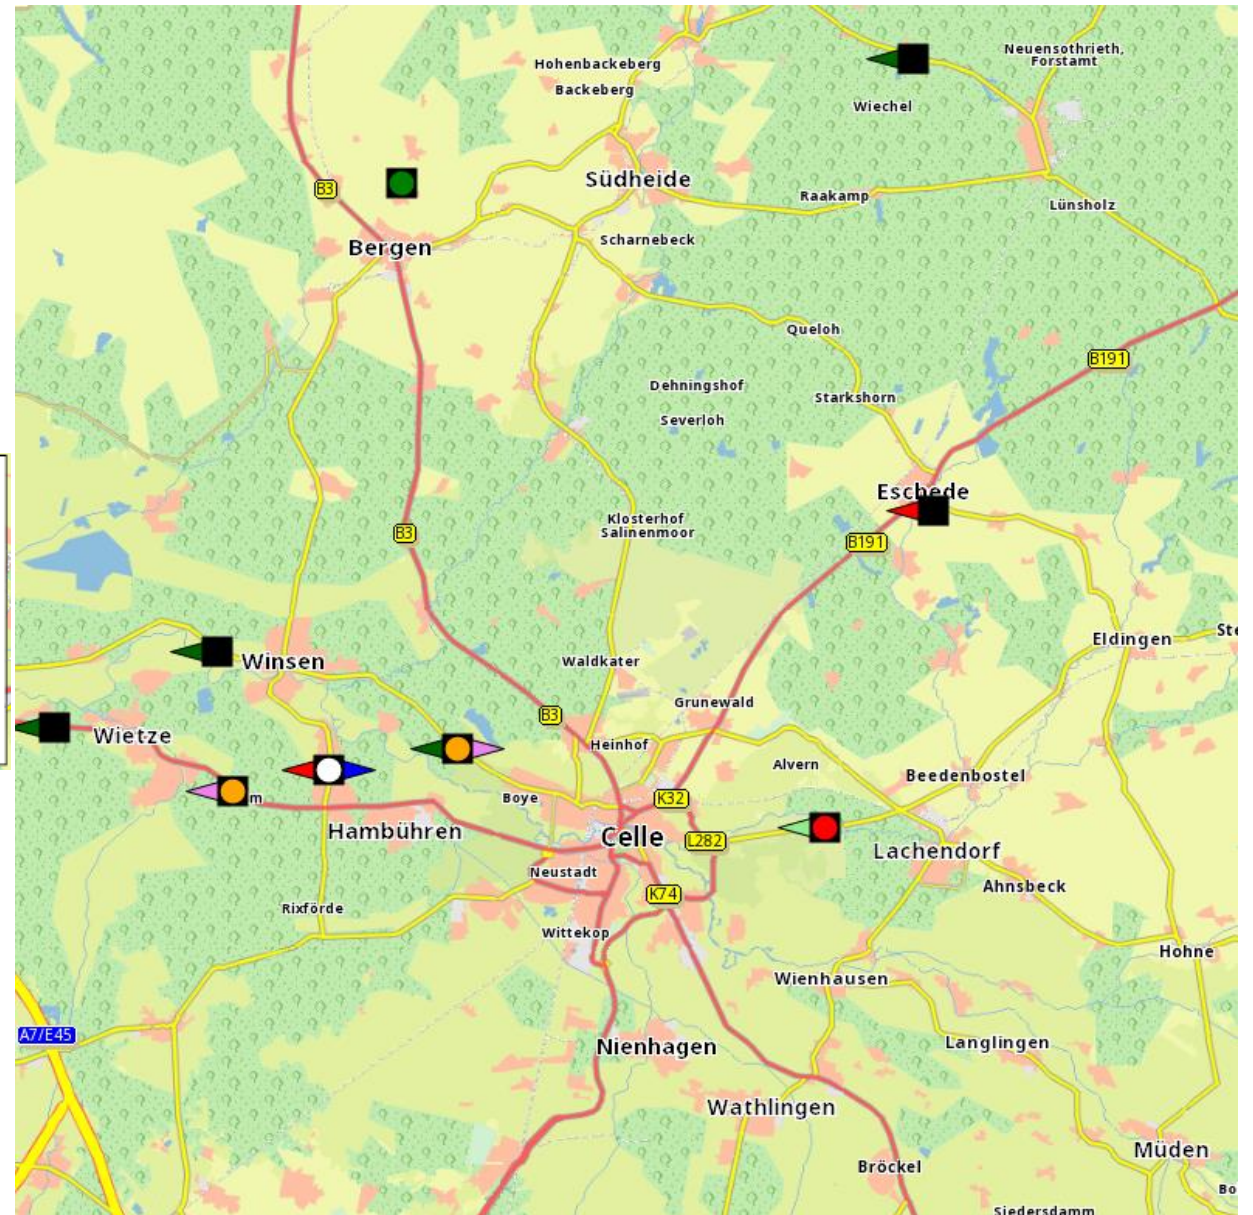 Hohenbackeberg
Backeberg
Neuensothrieth,
Forstamt
Wiechel
Südheide
B3
Raakamp
Lünsholz
Scharnebeck
Bergen
Queloh
B191
Dehningshof
Starkshorn
Severloh
Eschede
Klosterhof
Salinenmoor
B3
B191
Eldingen
Winsen
Waldkater
Grunewald
B3
Wietze
Heinhof
Alvern
Beedenbostel
m
Boye
K32
Hambühren
Celle
L282
Lachendorf
Neustadt
Ahnsbeck
K74
Rixförde
Wittekop
Hohne
Wienhausen
A7/E45
Nienhagen
Langlingen
Wathlingen
Müden
Bröckel
Siedersdamm